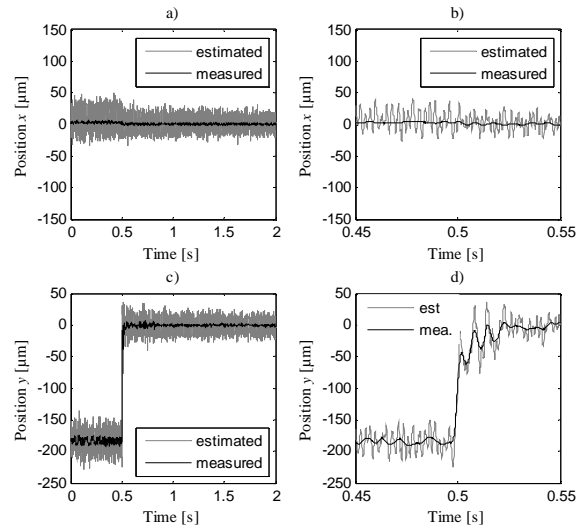 a)
150
100
50
0
-50
-100
-150
Position x [µm]
estimated
measured
0 0.5 1 1.5 2
Time [s]
b)
150
100
50
0
-50
-100
-150
Position x [µm]
estimated
measured
0.45 0.5 0.55
Time [s]
c)
50
0
-50
-100
-150
-200
-250
Position y [µm]
estimated
measured
0 0.5 1 1.5 2
Time [s]
d)
50
0
-50
-100
-150
-200
-250
Position y [µm]
est
mea.
0.45 0.5 0.55
Time [s]